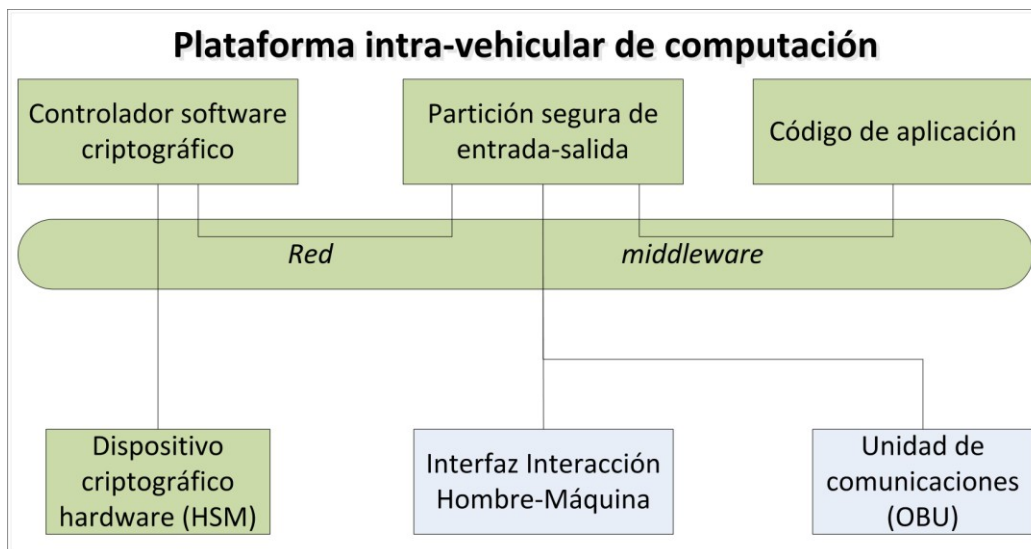 Plataforma intra-vehicular de computación
Controlador software
criptográfico
Partición segura de
entrada-salida
Código de aplicación
Red
middleware
Dispositivo
criptográfico
hardware (HSM)
Interfaz Interacción
Hombre-Máquina
Unidad de
comunicaciones
(OBU)